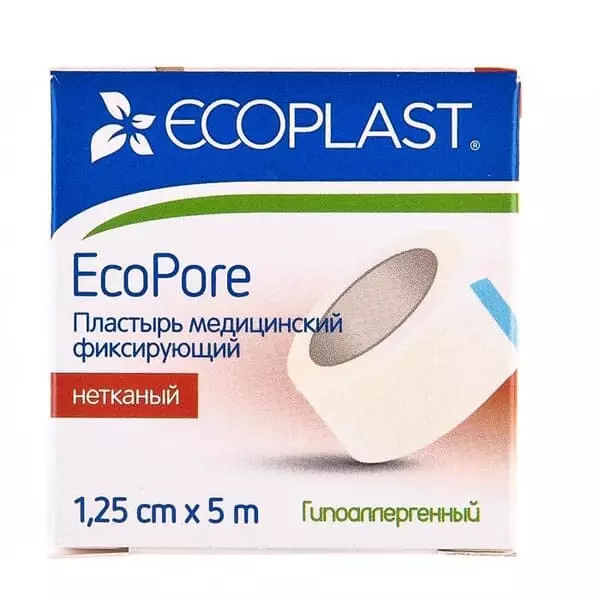 ECOPLAST®
EcoPore
Пластырь медицинский
фиксирующий
нетканый
1,25 cm x 5 m
Гипоаллергенный